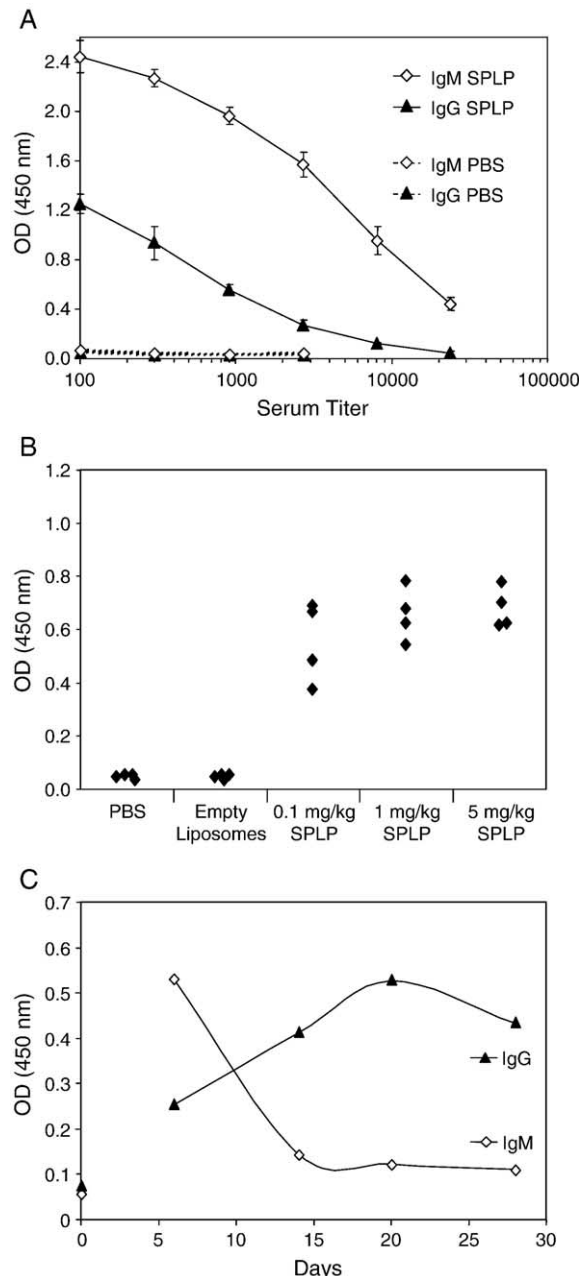 A
2.4
2.0
1.6
1.2
0.8
0.4
0.0
OD (450 nm)
IgM SPLP
IgG SPLP
IgM PBS
IgG PBS
100
1000
10000
100000
Serum Titer
B
1.2
1.0
0.8
0.6
0.4
0.2
0.0
OD (450 nm)
PBS
Empty
Liposomes
0.1 mg/kg
SPLP
1 mg/kg
SPLP
5 mg/kg
SPLP
C
0.7
0.6
0.5
0.4
0.3
0.2
0.1
0
OD (450 nm)
IgG
IgM
0
5
10
15
20
25
30
Days